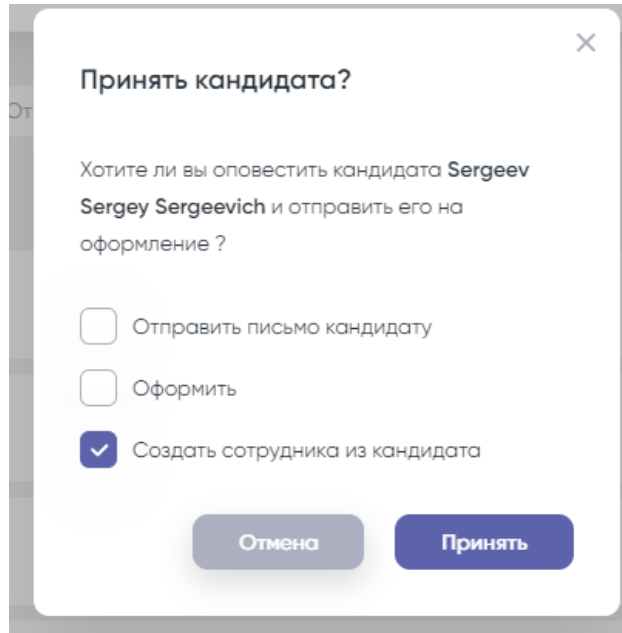 Принять кандидата?
От
Хотите ли вы оповестить кандидата Sergeev
Sergey Sergeevich и отправить его на
оформление ?
Отправить письмо кандидату
Оформить
Создать сотрудника из кандидата
Отмена
Принять